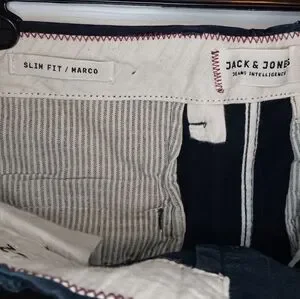 SLIM FIT / MARCO
JACK & JONES
JEANS INTELLIGENCE